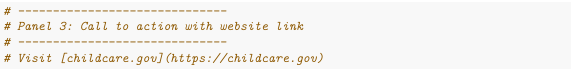 # ------------------------------
# Panel 3: Call to action with website link
# ------------------------------
# Visit [childcare.gov](https://childcare.gov)